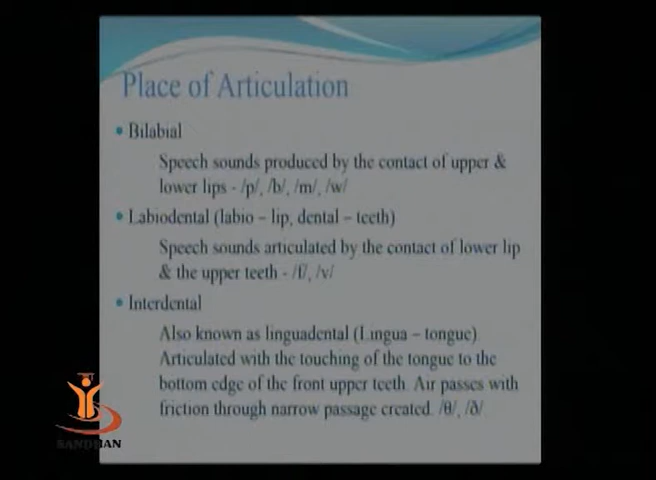 Place of Articulation
• Bilabial
Speech sounds produced by the contact of upper &
lower lips - /p/, /b/, /m/, /w/
• Labiodental (labio – lip, dental – teeth)
Speech sounds articulated by the contact of lower lip
& the upper teeth - /f/, /v/
• Interdental
Also known as linguadental (Lingua – tongue)
Articulated with the touching of the tongue to the
bottom edge of the front upper teeth. Air passes with
friction through narrow passage created. /θ/, /ð/
SANDHAN